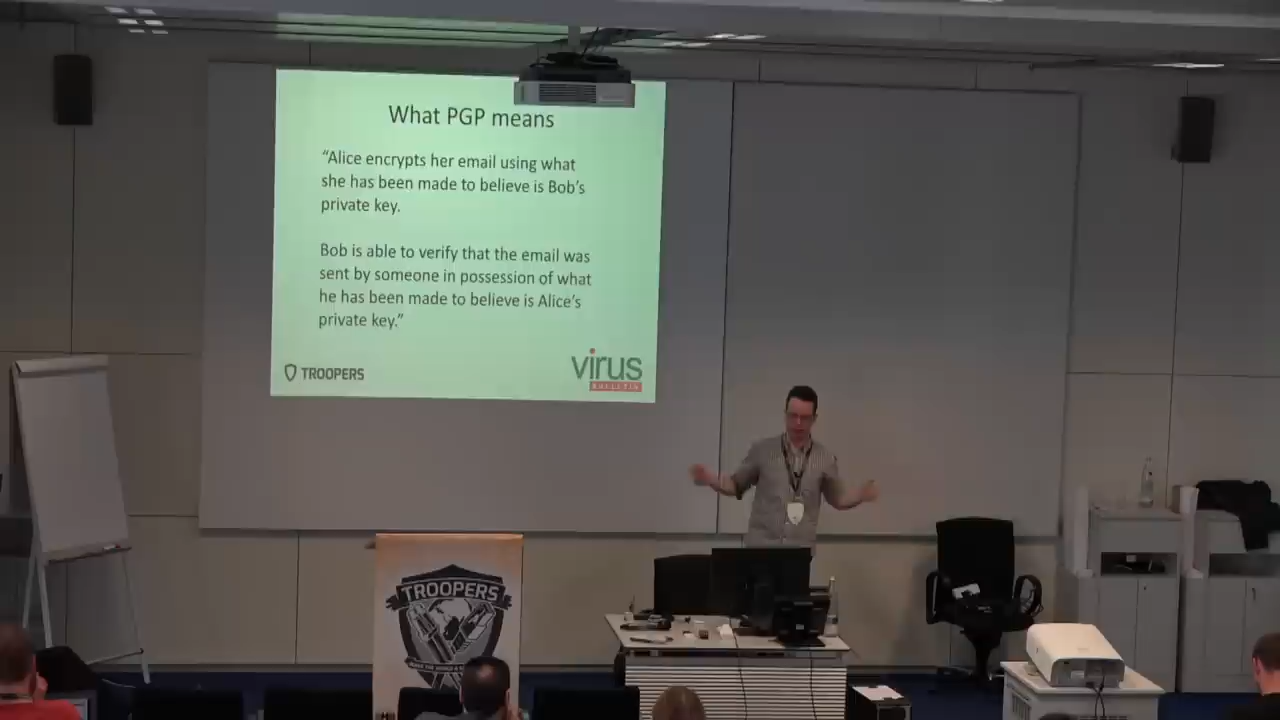 What PGP means
“Alice encrypts her email using what
she has been made to believe is Bob’s
private key.
Bob is able to verify that the email was
sent by someone in possession of what
he has been made to believe is Alice’s
private key.”
TROOPERS
virus
BULLETIN
TROOPERS